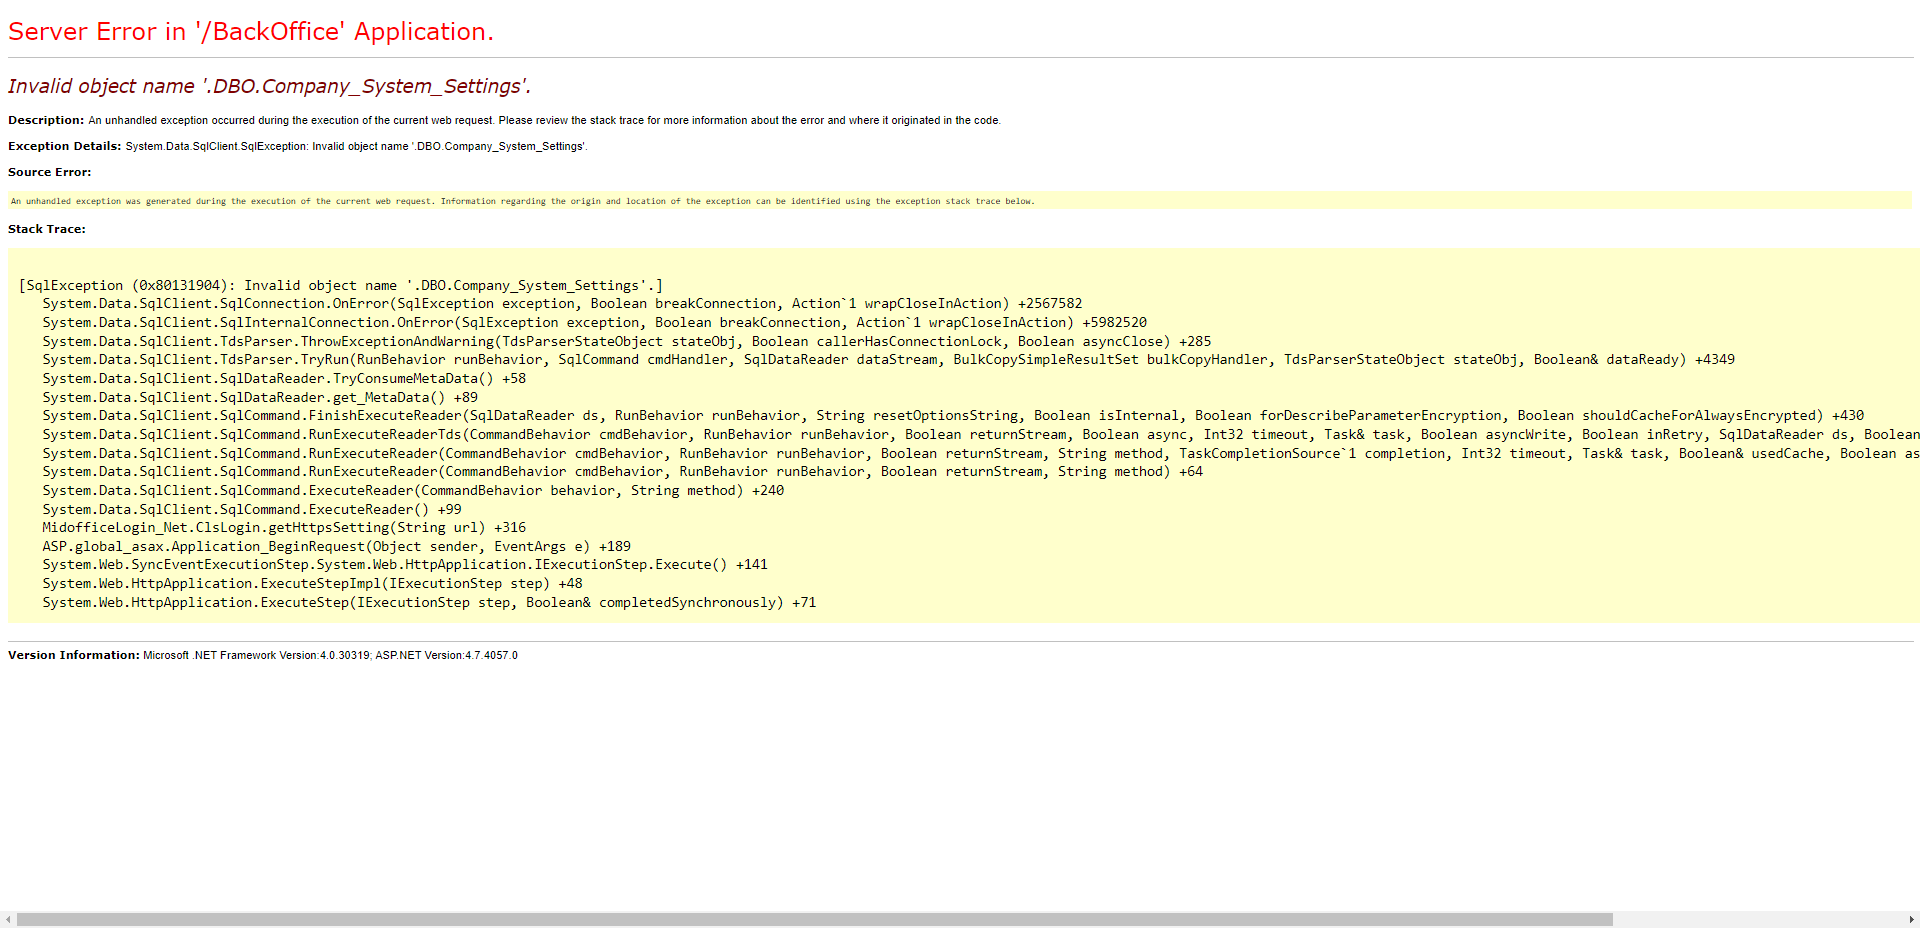 Server Error in '/BackOffice' Application.
Invalid object name '.DBO.Company_System_Settings'.
Description: An unhandled exception occurred during the execution of the current web request. Please review the stack trace for more information about the error and where it originated in the code.
Exception Details: System.Data.SqlClient.SqlException: Invalid object name '.DBO.Company_System_Settings'.
Source Error:
An unhandled exception was generated during the execution of the current web request. Information regarding the origin and location of the exception can be identified using the exception stack trace below.
Stack Trace:
[SqlException (0x80131904): Invalid object name '.DBO.Company_System_Settings'.]
System.Data.SqlClient.SqlConnection.OnError(SqlException exception, Boolean breakConnection, Action`1 wrapCloseInAction) +2567582
System.Data.SqlClient.SqlInternalConnection.OnError(SqlException exception, Boolean breakConnection, Action`1 wrapCloseInAction) +5982520
System.Data.SqlClient.TdsParser.ThrowExceptionAndWarning(TdsParserStateObject stateObj, Boolean callerHasConnectionLock, Boolean asyncClose) +285
System.Data.SqlClient.TdsParser.TryRun(RunBehavior runBehavior, SqlCommand cmdHandler, SqlDataReader dataStream, BulkCopySimpleResultSet bulkCopyHandler, TdsParserStateObject stateObj, Boolean& dataReady) +4349
System.Data.SqlClient.SqlDataReader.TryConsumeMetaData() +58
System.Data.SqlClient.SqlDataReader.get_MetaData() +89
System.Data.SqlClient.SqlCommand.FinishExecuteReader(SqlDataReader ds, RunBehavior runBehavior, String resetOptionsString, Boolean isInternal, Boolean forDescribeParameterEncryption, Boolean shouldCacheForAlwaysEncrypted) +430
System.Data.SqlClient.SqlCommand.RunExecuteReaderTds(CommandBehavior cmdBehavior, RunBehavior runBehavior, Boolean returnStream, Boolean async, Int32 timeout, Task& task, Boolean asyncWrite, Boolean inRetry, SqlDataReader ds, Boolean
System.Data.SqlClient.SqlCommand.RunExecuteReader(CommandBehavior cmdBehavior, RunBehavior runBehavior, Boolean returnStream, String method, TaskCompletionSource`1 completion, Int32 timeout, Task& task, Boolean& usedCache, Boolean as
System.Data.SqlClient.SqlCommand.RunExecuteReader(CommandBehavior cmdBehavior, RunBehavior runBehavior, Boolean returnStream, String method) +64
System.Data.SqlClient.SqlCommand.ExecuteReader(CommandBehavior behavior, String method) +240
System.Data.SqlClient.SqlCommand.ExecuteReader() +99
MidofficeLogin_Net.ClsLogin.getHttpsSetting(String url) +316
ASP.global_asax.Application_BeginRequest(Object sender, EventArgs e) +189
System.Web.SyncEventExecutionStep.System.Web.HttpApplication.IExecutionStep.Execute() +141
System.Web.HttpApplication.ExecuteStepImpl(IExecutionStep step) +48
System.Web.HttpApplication.ExecuteStep(IExecutionStep step, Boolean& completedSynchronously) +71
Version Information: Microsoft .NET Framework Version:4.0.30319; ASP.NET Version:4.7.4057.0